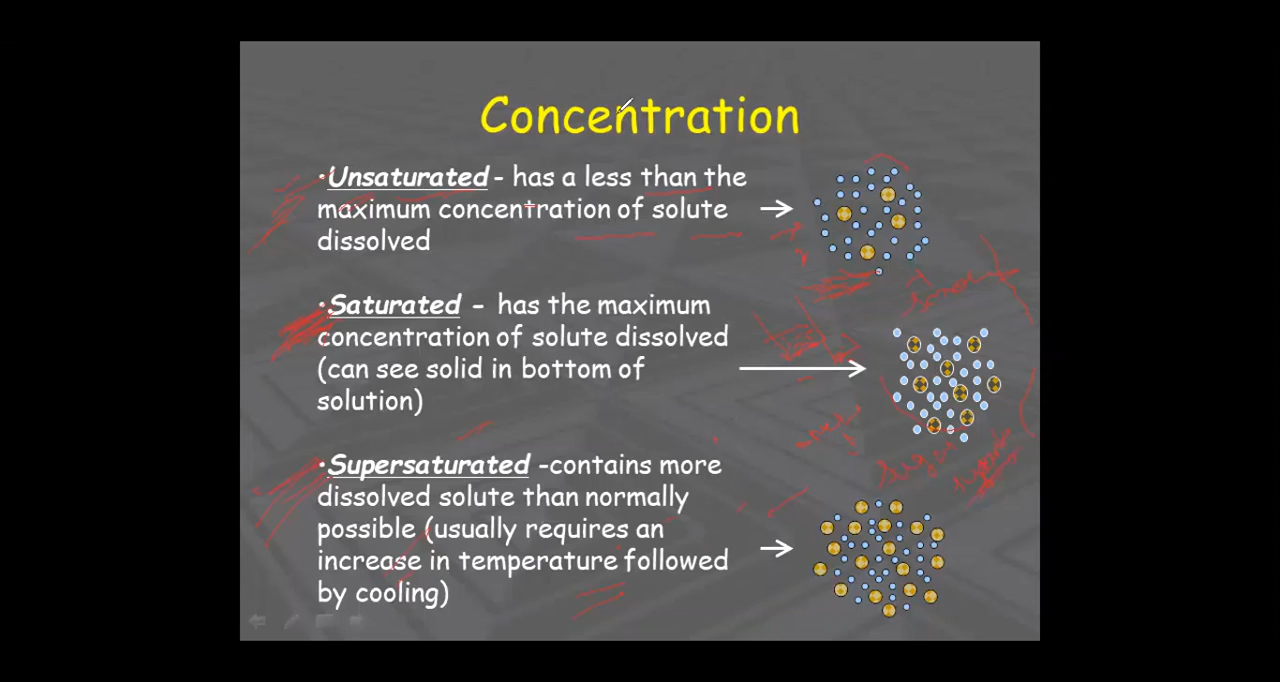 Concentration
•Unsaturated - has a less than the
maximum concentration of solute
dissolved
•Saturated - has the maximum
concentration of solute dissolved
(can see solid in bottom of
solution)
•Supersaturated -contains more
dissolved solute than normally
possible (usually requires an
increase in temperature followed
by cooling)